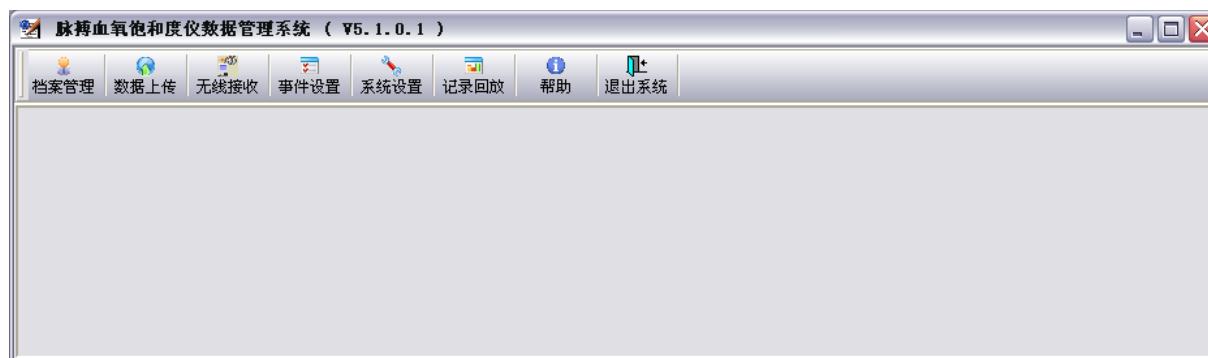 脉搏血氧饱和度仪数据管理系统 ( V5.1.0.1 )
档案管理 数据上传 无线接收 事件设置 系统设置 记录回放 帮助 退出系统